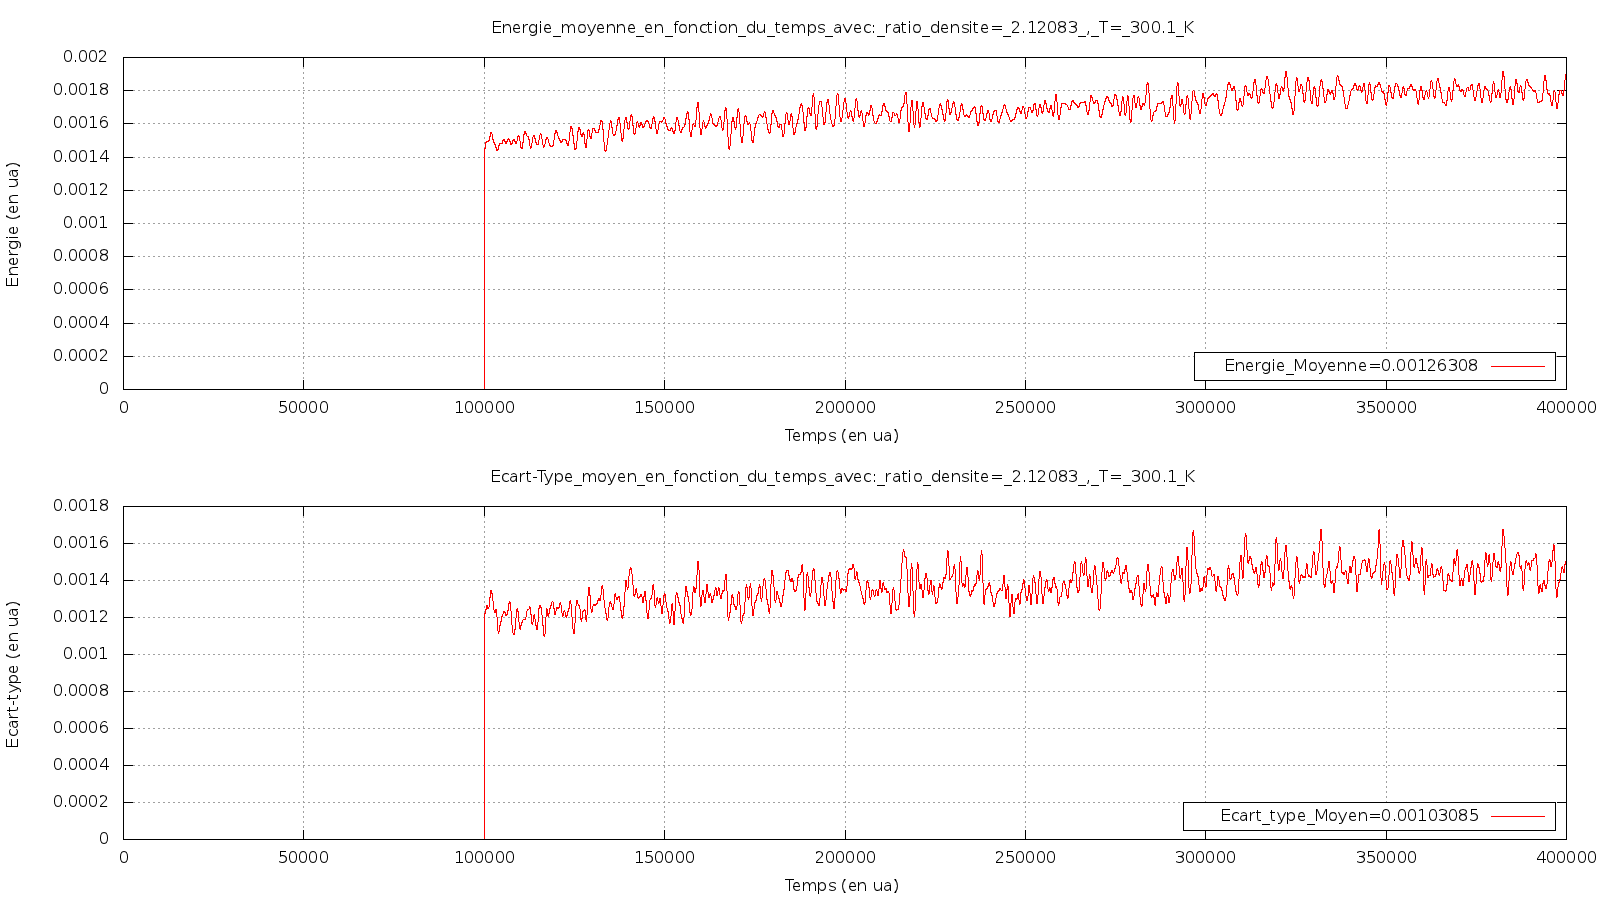 Energie_moyenne_en_fonction_du_temps_avec:_ratio_densite=_2.12083_,_T=_300.1_K
0.002
0.0018
0.0016
0.0014
0.0012
0.001
0.0008
0.0006
0.0004
0.0002
0
Energie (en ua)
Energie_Moyenne=0.00126308
0 50000 100000 150000 200000 250000 300000 350000 400000
Temps (en ua)
Ecart-Type_moyen_en_fonction_du_temps_avec:_ratio_densite=_2.12083_,_T=_300.1_K
0.0018
0.0016
0.0014
0.0012
0.001
0.0008
0.0006
0.0004
0.0002
0
Ecart-type (en ua)
Ecart_type_Moyen=0.00103085
0 50000 100000 150000 200000 250000 300000 350000 400000
Temps (en ua)